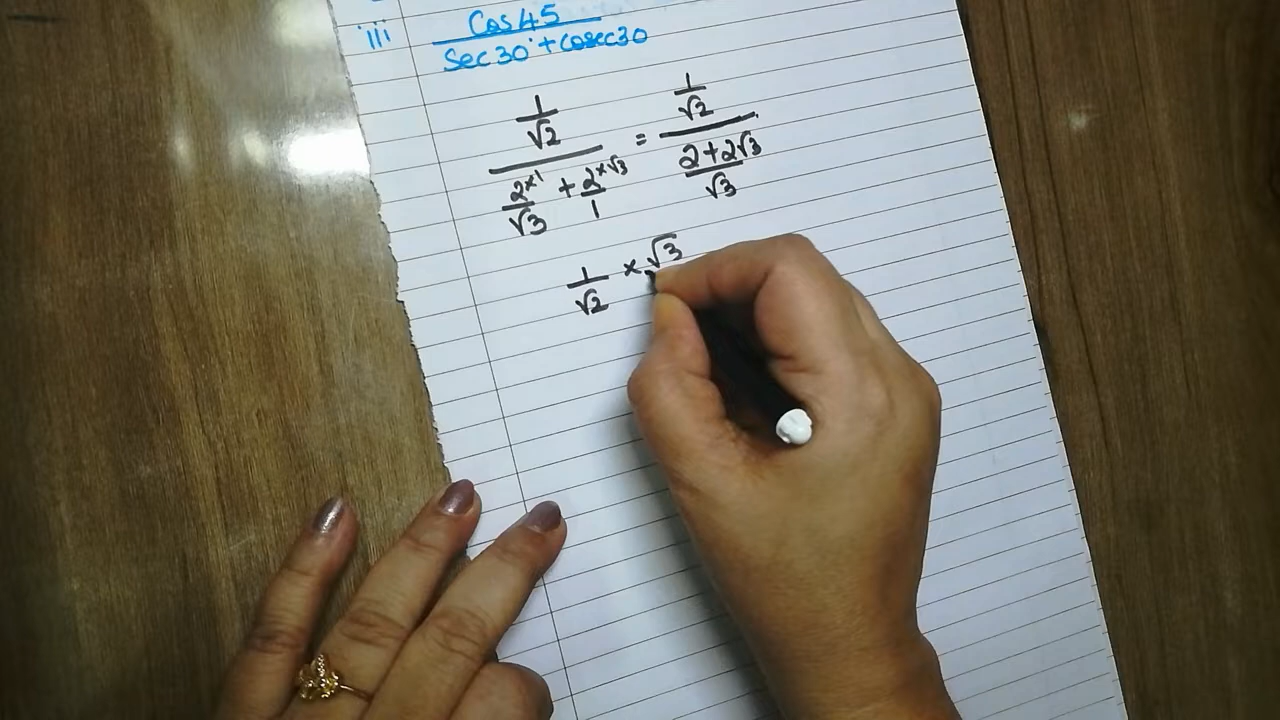 iii Cos 45
Sec 30° + cosec 30
1/√2 / (2×1/√3 + 2×√3/1) = 1/√2 / ((2+2√3)/√3)
1/√2 × √3